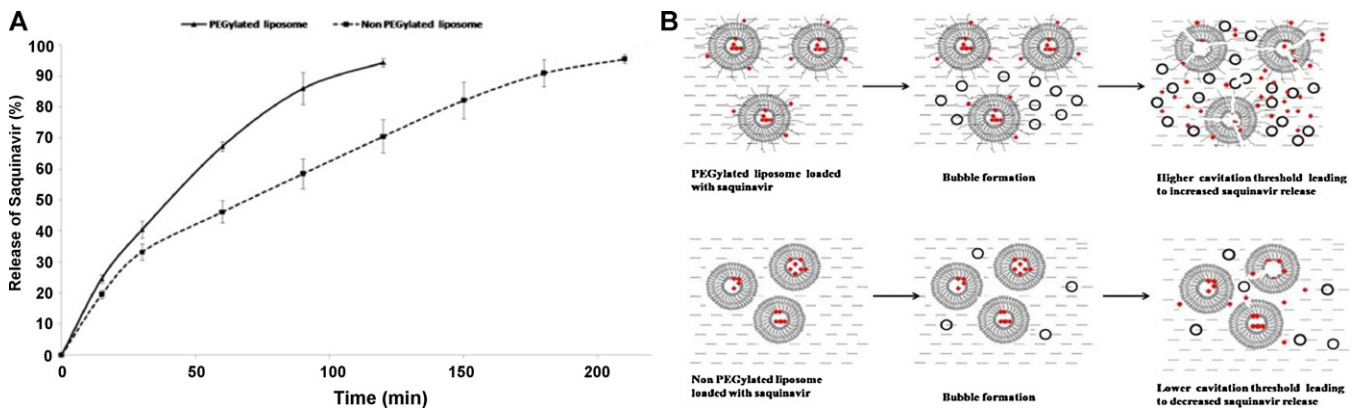 A
PEGylated liposome
Non PEGylated liposome
Release of Saquinavir (%)
100
90
80
70
60
50
40
30
20
10
0
0
50
100
150
200
Time (min)
B
PEGylated liposome loaded
with saquinavir
Bubble formation
Higher cavitation threshold leading
to increased saquinavir release
Non PEGylated liposome
loaded with saquinavir
Bubble formation
Lower cavitation threshold leading
to decreased saquinavir release